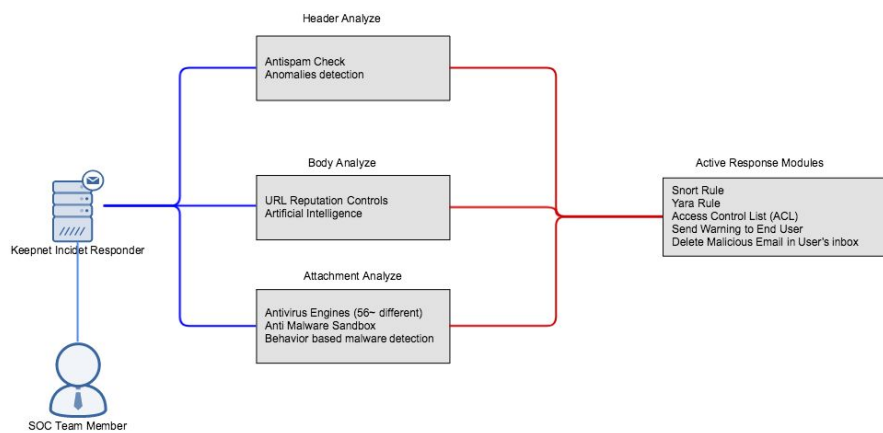 Header Analyze
Antispam Check
Anomalies detection
Body Analyze
URL Reputation Controls
Artificial Intelligence
Attachment Analyze
Antivirus Engines (56~ different)
Anti Malware Sandbox
Behavior based malware detection
Active Response Modules
Snort Rule
Yara Rule
Access Control List (ACL)
Send Warning to End User
Delete Malicious Email in User's inbox
Keepnet Incidet Responder
SOC Team Member